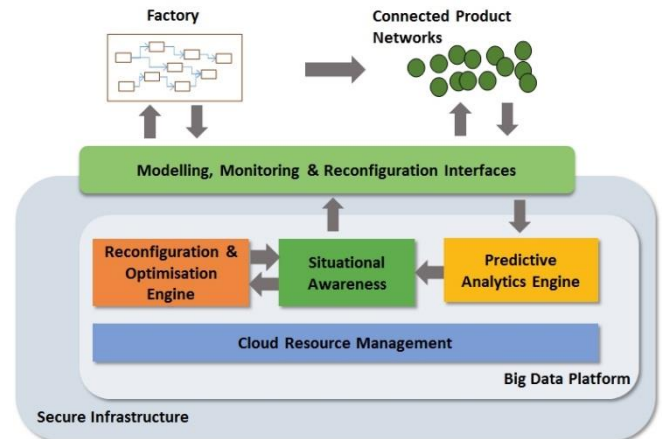 Factory
Connected Product
Networks
Modelling, Monitoring & Reconfiguration Interfaces
Reconfiguration &
Optimisation
Engine
Situational
Awareness
Predictive
Analytics Engine
Cloud Resource Management
Big Data Platform
Secure Infrastructure